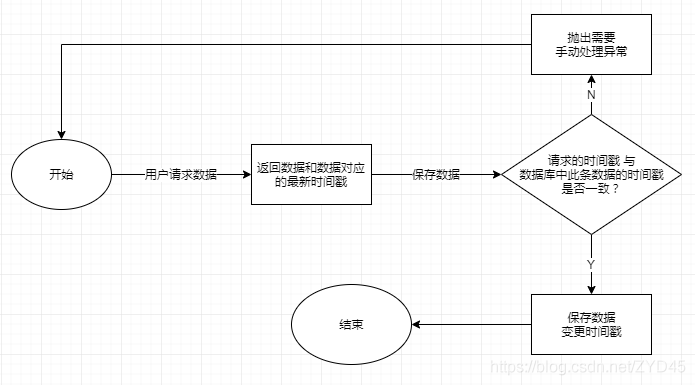 抛出需要
手动处理异常
N
开始
用户请求数据
返回数据和数据对应
的最新时间戳
保存数据
请求的时间戳 与
数据库中此条数据的时间戳
是否一致？
Y
结束
保存数据
变更时间戳
https://blog.csdn.net/ZYD45